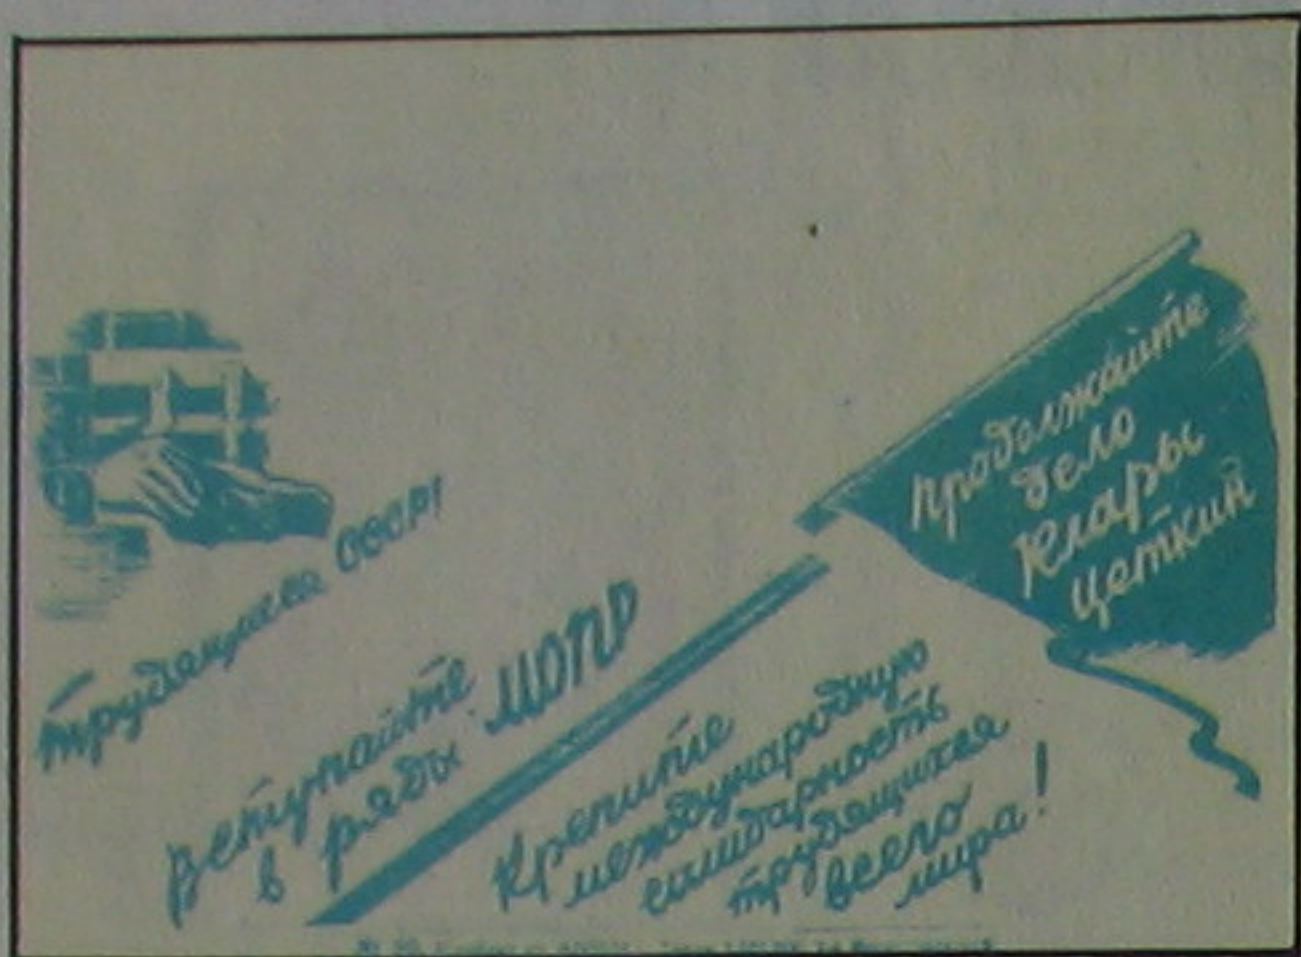 Трудящиеся СССР!
Вступайте
в ряды МОПР
Крепите
международную
солидарность
трудящихся
всего
мира!
Продолжайте
дело
Клары
Цеткин